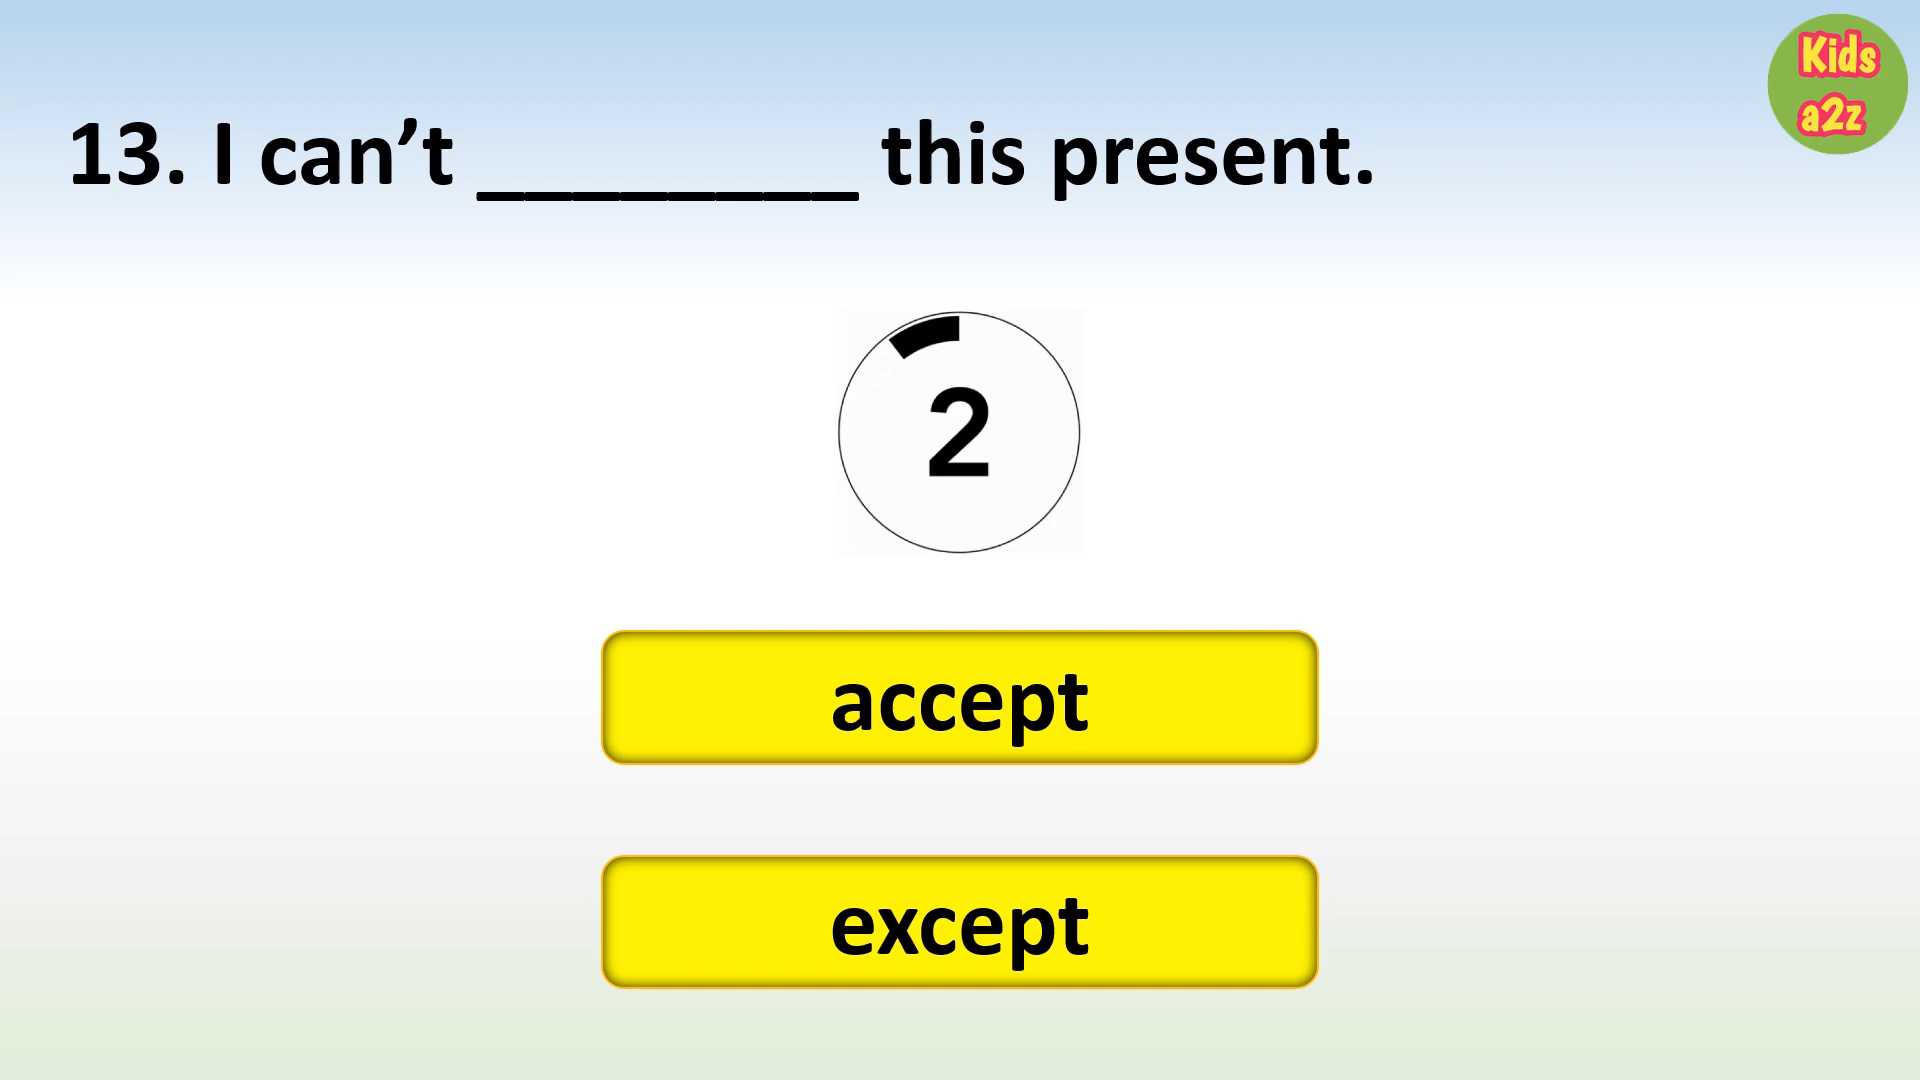 Kids
a2z
13. I can’t ________ this present.
2
accept
except